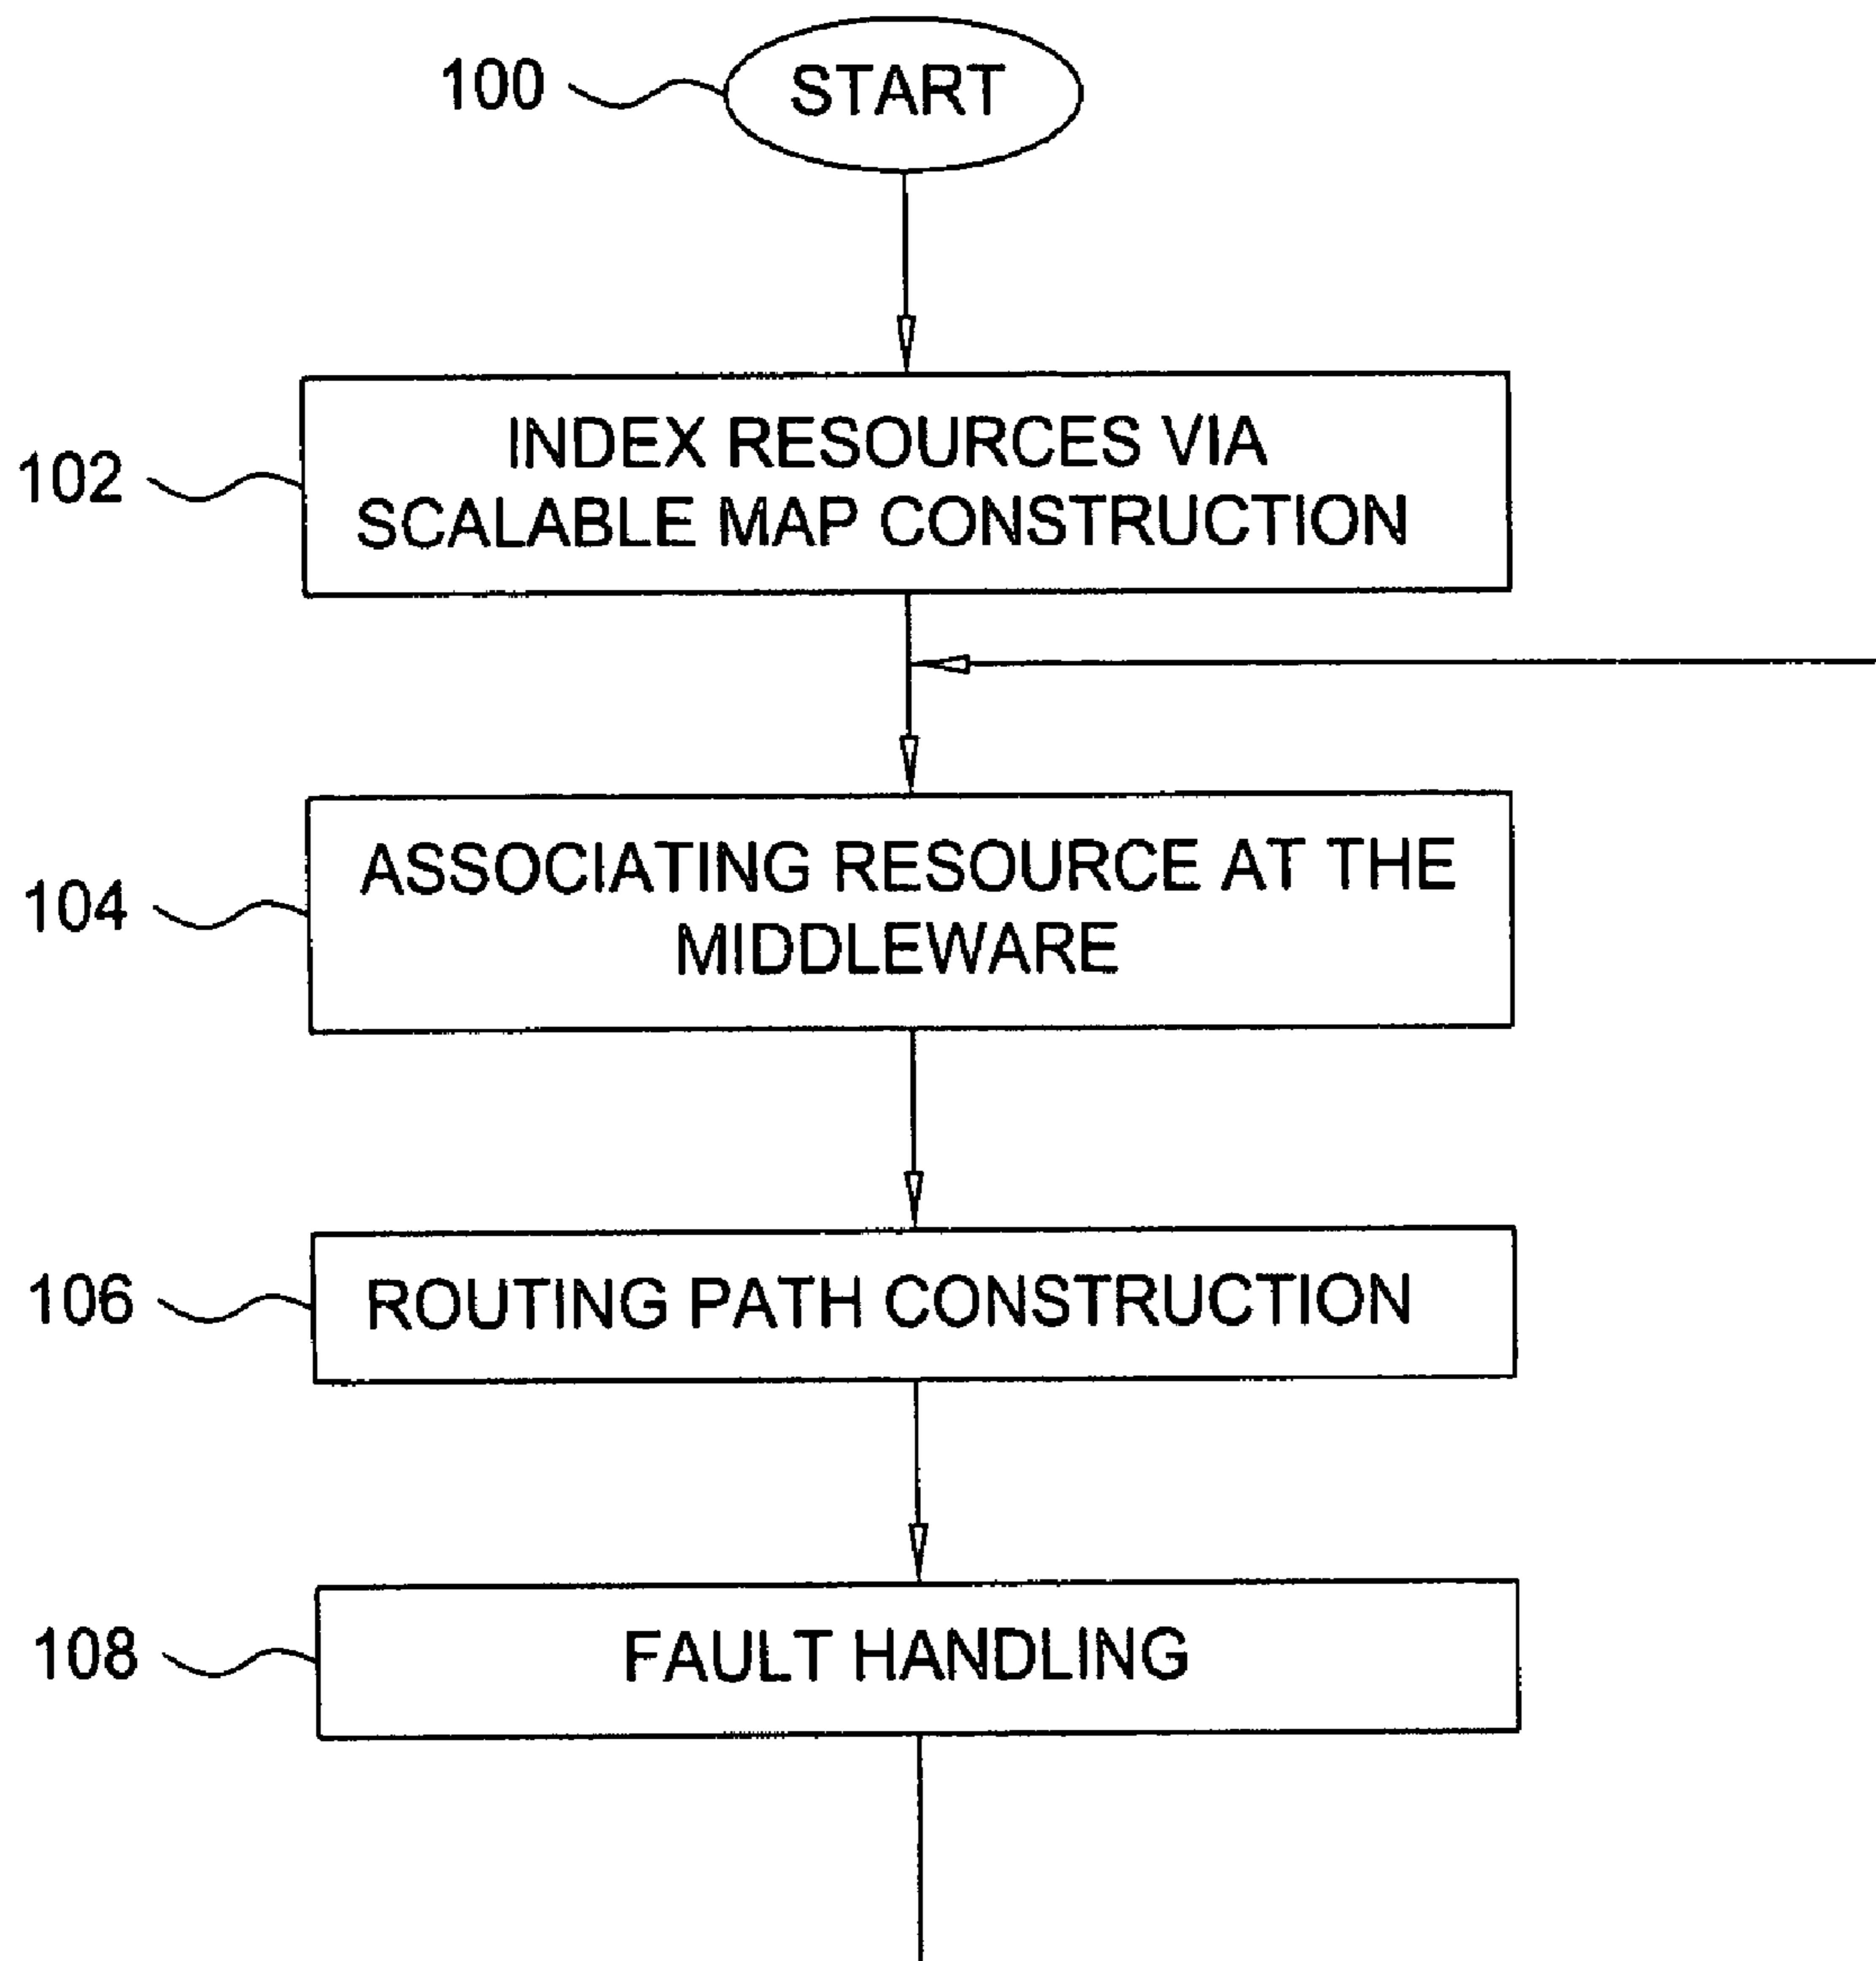 100 START
102 INDEX RESOURCES VIA
SCALABLE MAP CONSTRUCTION
104 ASSOCIATING RESOURCE AT THE
MIDDLEWARE
106 ROUTING PATH CONSTRUCTION
108 FAULT HANDLING